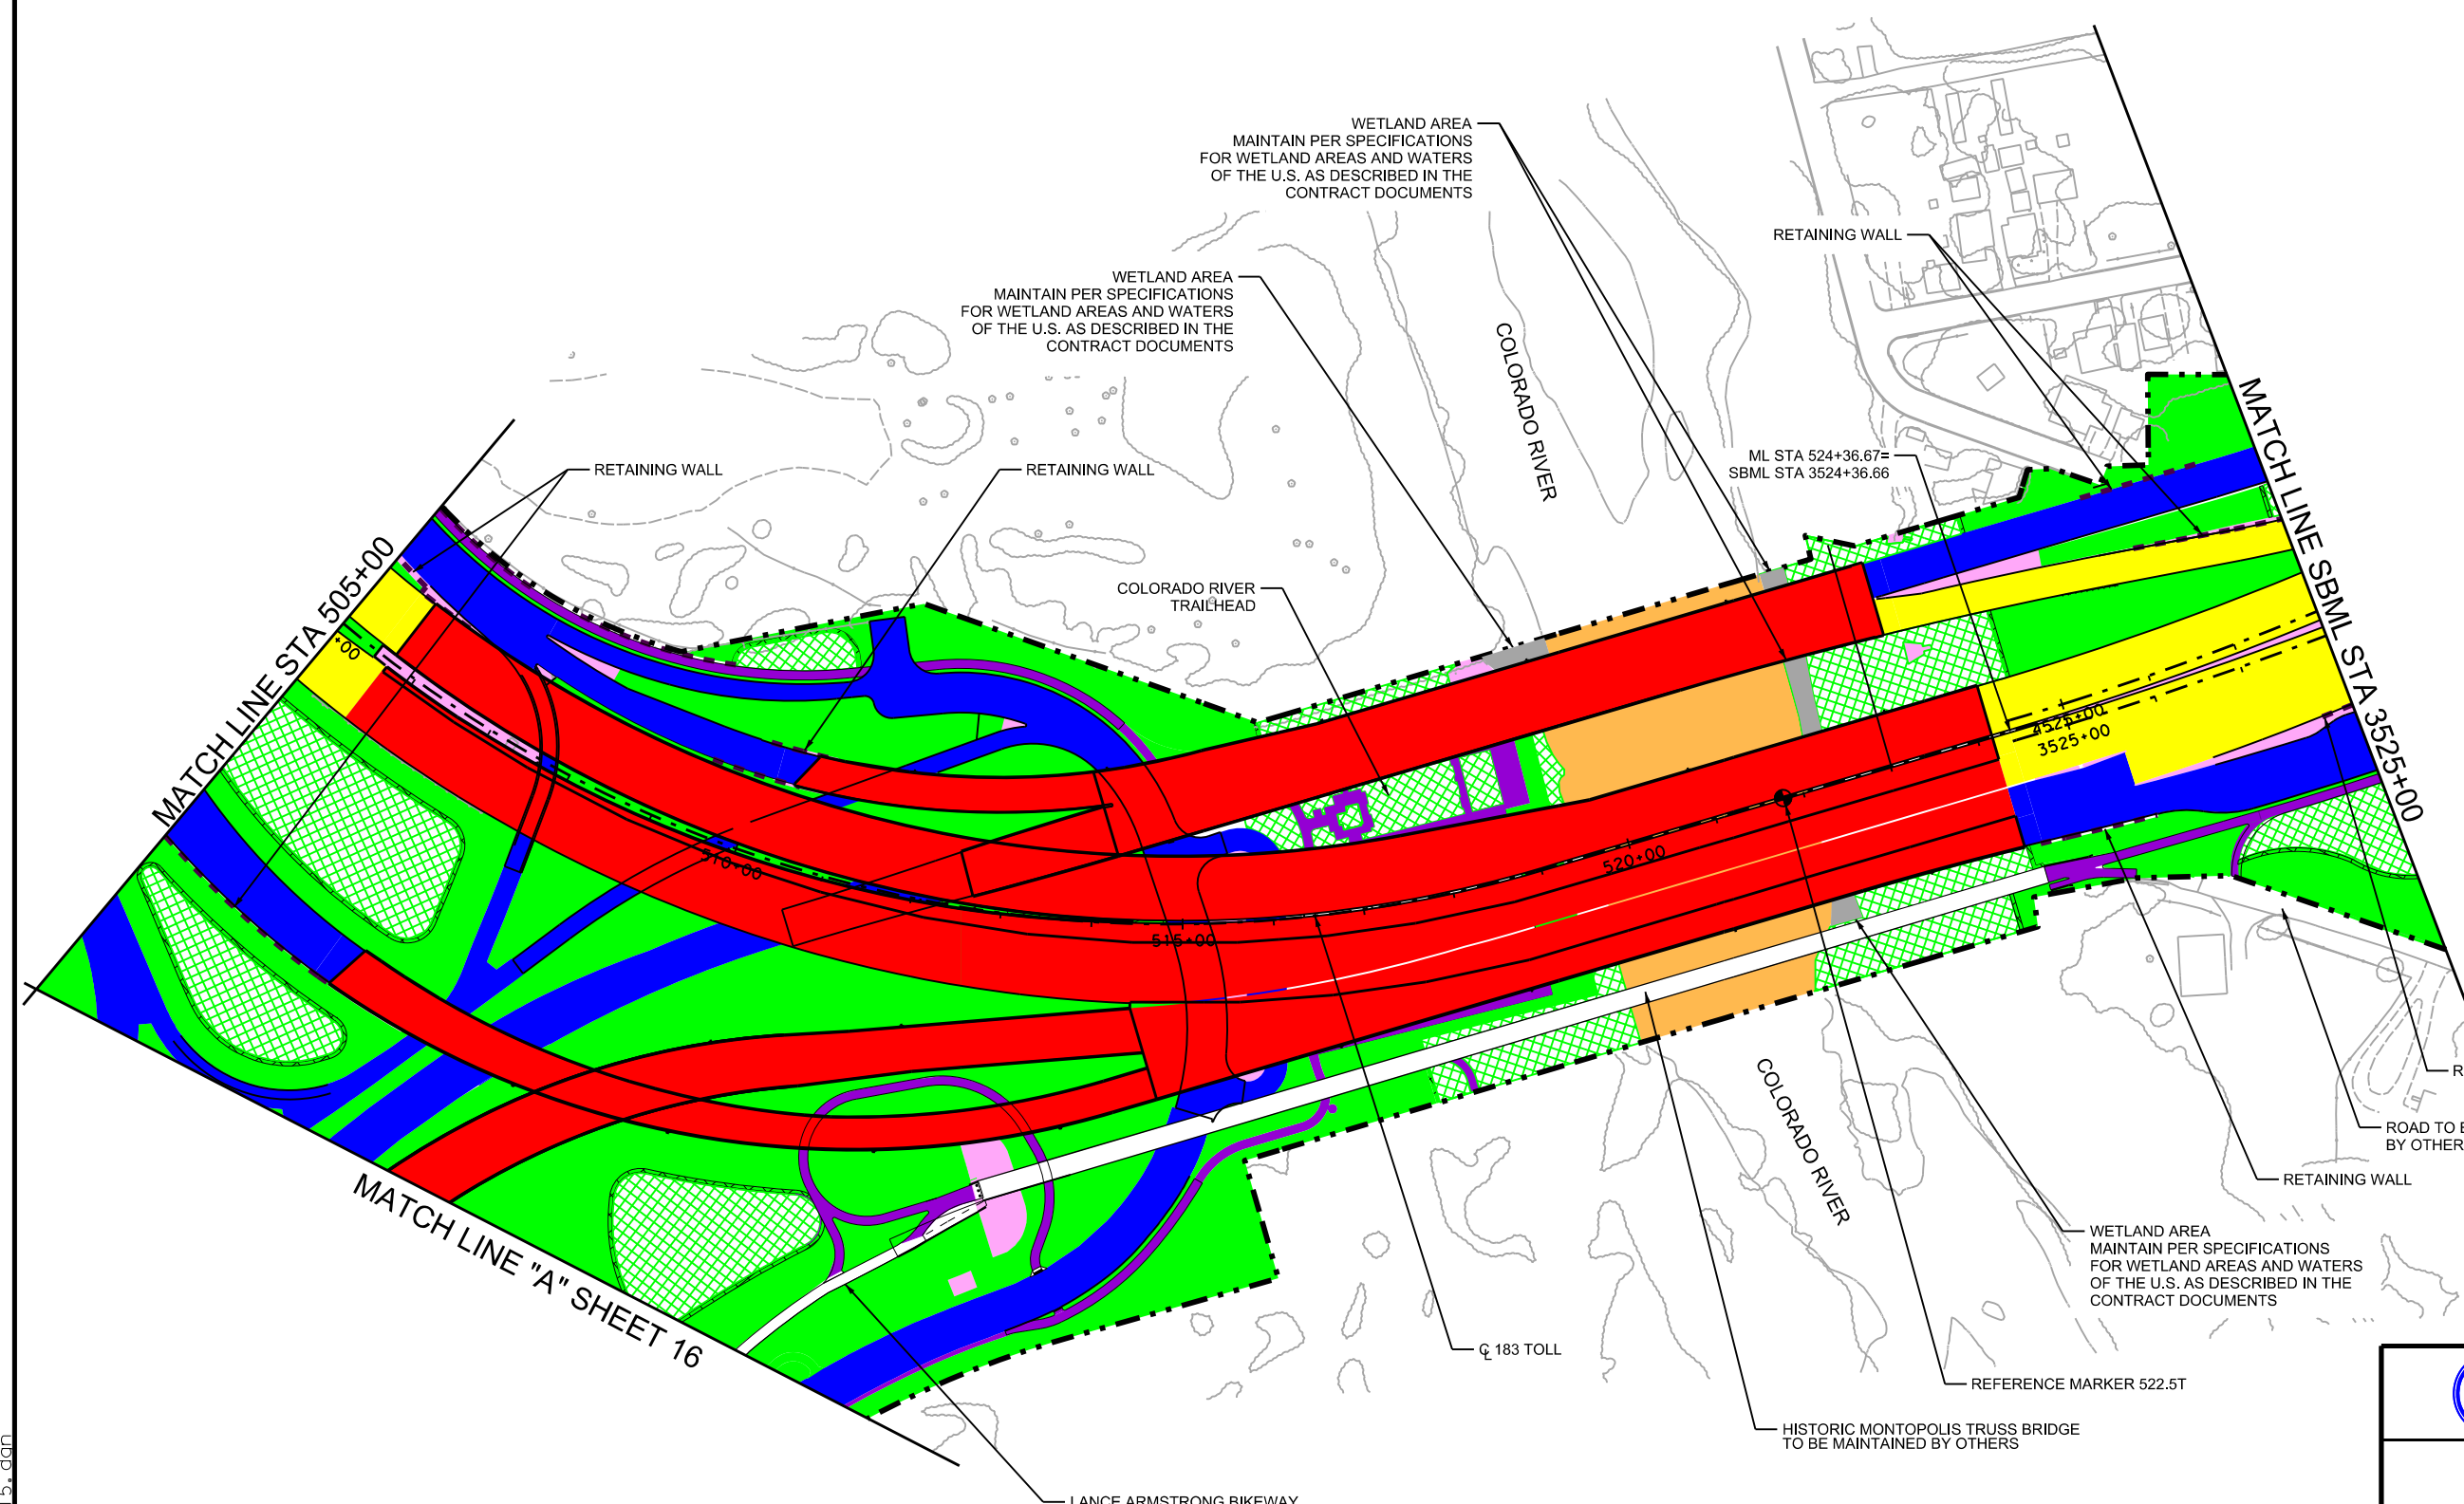 WETLAND AREA
MAINTAIN PER SPECIFICATIONS
FOR WETLAND AREAS AND WATERS
OF THE U.S. AS DESCRIBED IN THE
CONTRACT DOCUMENTS
RETAINING WALL
WETLAND AREA
MAINTAIN PER SPECIFICATIONS
FOR WETLAND AREAS AND WATERS
OF THE U.S. AS DESCRIBED IN THE
CONTRACT DOCUMENTS
COLORADO RIVER
ML STA 524+36.67=
SBML STA 3524+36.66
RETAINING WALL
RETAINING WALL
MATCH LINE SBML STA 3525+00
MATCH LINE STA 505+00
COLORADO RIVER
TRAILHEAD
+00
510+00
515+00
520+00
3525+00
COLORADO RIVER
ROAD TO
BY OTHER
RETAINING WALL
WETLAND AREA
MAINTAIN PER SPECIFICATIONS
FOR WETLAND AREAS AND WATERS
OF THE U.S. AS DESCRIBED IN THE
CONTRACT DOCUMENTS
MATCH LINE "A" SHEET 16
℄ 183 TOLL
REFERENCE MARKER 522.5T
HISTORIC MONTOPOLIS TRUSS BRIDGE
TO BE MAINTAINED BY OTHERS
LANCE ARMSTRONG BIKEWAY
15.dgn